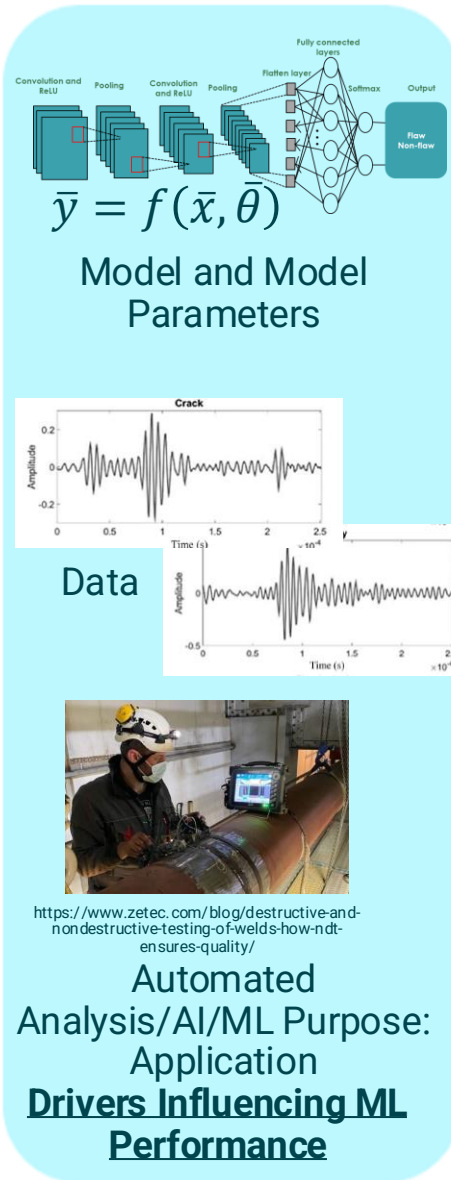 Fully connected
layers
Convolution and
ReLU
Pooling
Convolution and
ReLU
Pooling
Flatten layer
Softmax
Output
Flaw
Non-flaw
ȳ = f(x̄, θ̄)
Model and Model
Parameters
Crack
Amplitude
0.2
0
-0.2
0 0.5 1 1.5 2 2.5
Time (s)
×10⁻⁴
Data
Amplitude
0
-0.5
0 0.5 1 1.5 2
Time (s)
https://www.zetec.com/blog/destructive-and-
nondestructive-testing-of-welds-how-ndt-
ensures-quality/
Automated
Analysis/AI/ML Purpose:
Application
Drivers Influencing ML
Performance